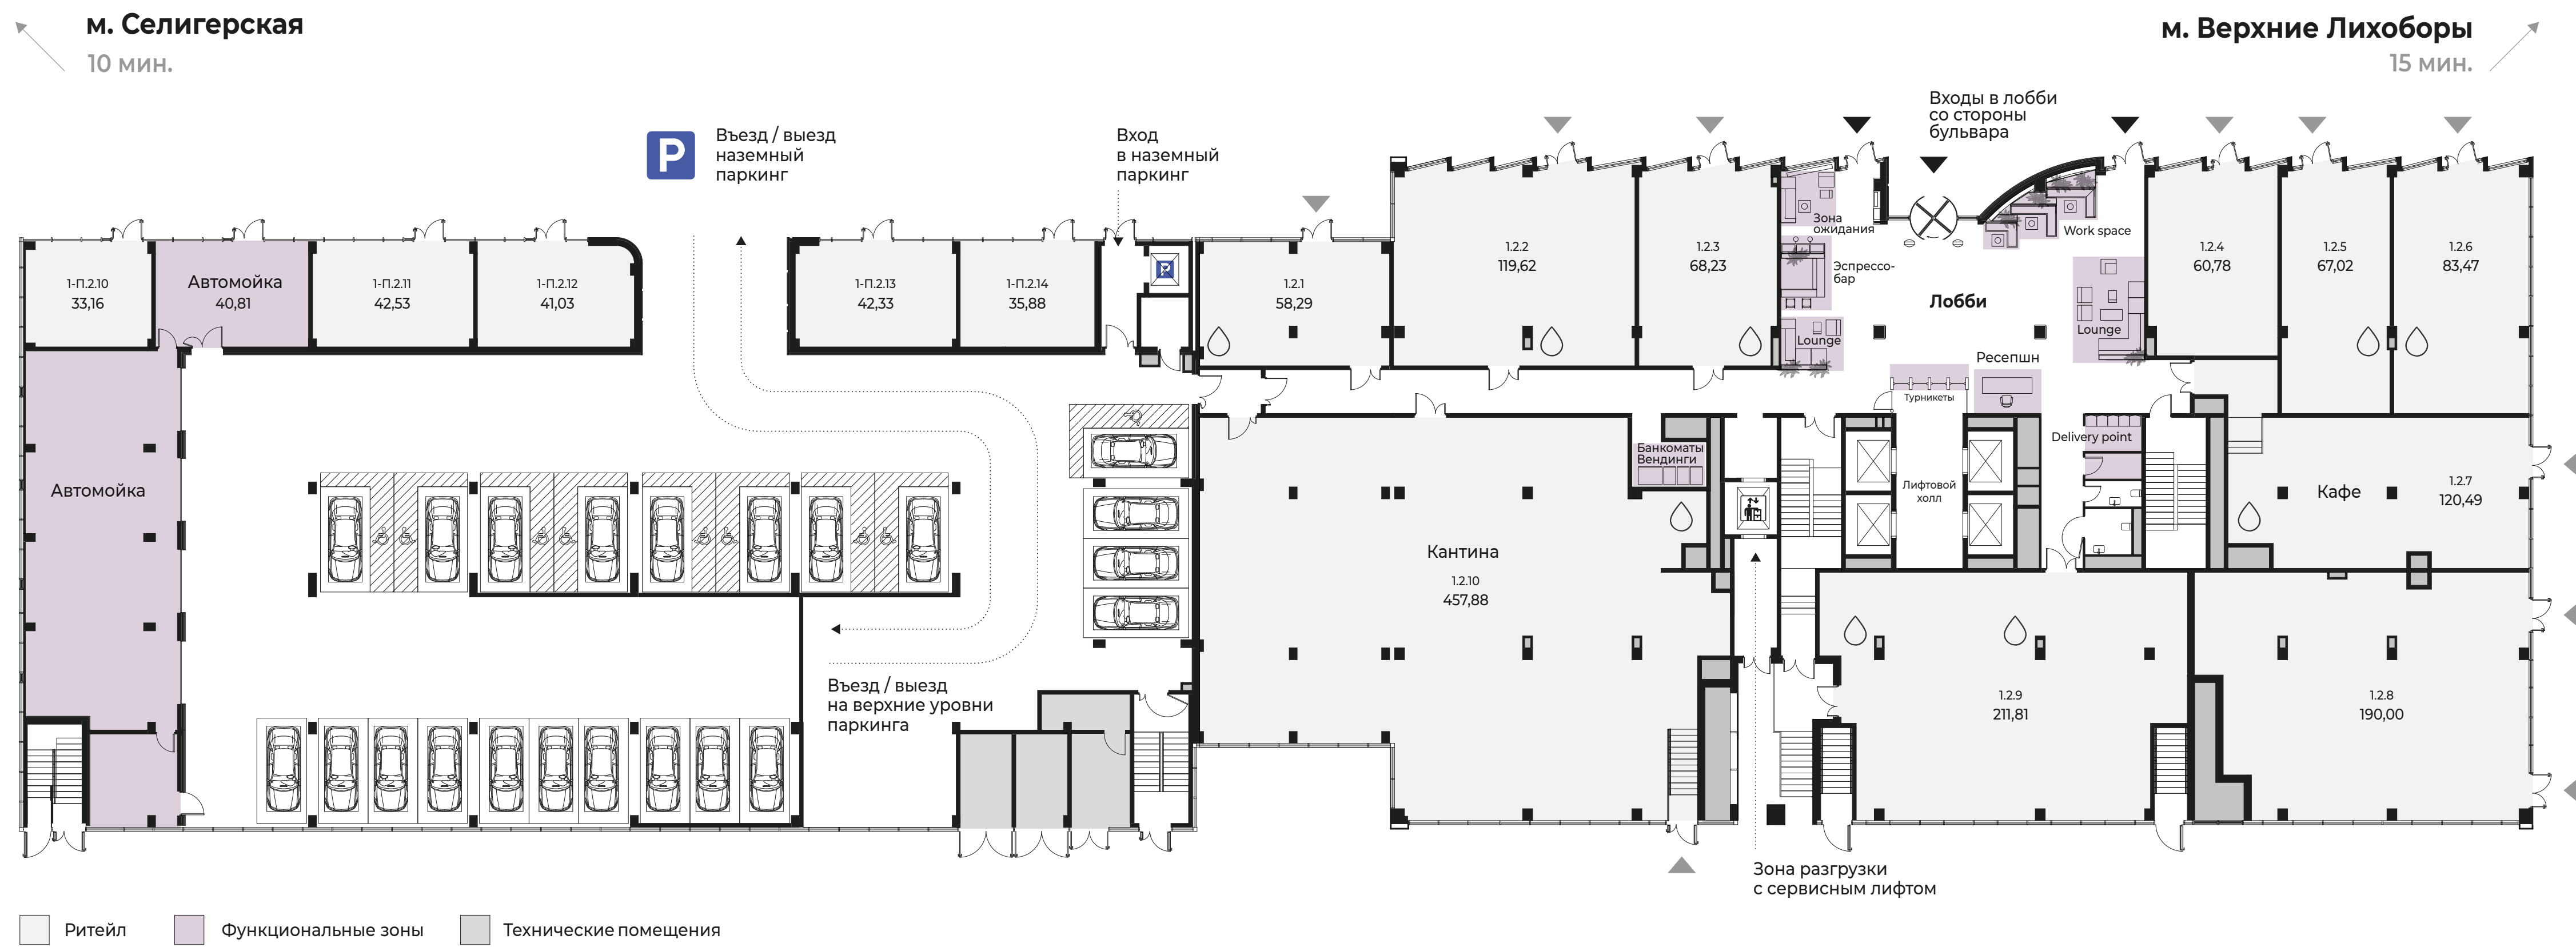 м. Селигерская
10 мин.
м. Верхние Лихоборы
15 мин.
P
Въезд / выезд
наземный
паркинг
Вход
в наземный
паркинг
Входы в лобби
со стороны
бульвара
1-П.2.10
33,16
Автомойка
40,81
1-П.2.11
42,53
1-П.2.12
41,03
1-П.2.13
42,33
1-П.2.14
35,88
P
1.2.1
58,29
1.2.2
119,62
1.2.3
68,23
Зона
ожидания
Эспрессо-
бар
Lounge
Лобби
Work space
Lounge
Ресепшн
Турникеты
1.2.4
60,78
1.2.5
67,02
1.2.6
83,47
Автомойка
Банкоматы
Вендинги
Лифтовой
холл
Delivery point
Кафе
1.2.7
120,49
Кантина
1.2.10
457,88
Въезд / выезд
на верхние уровни
паркинга
1.2.9
211,81
1.2.8
190,00
Зона разгрузки
с сервисным лифтом
Ритейл
Функциональные зоны
Технические помещения